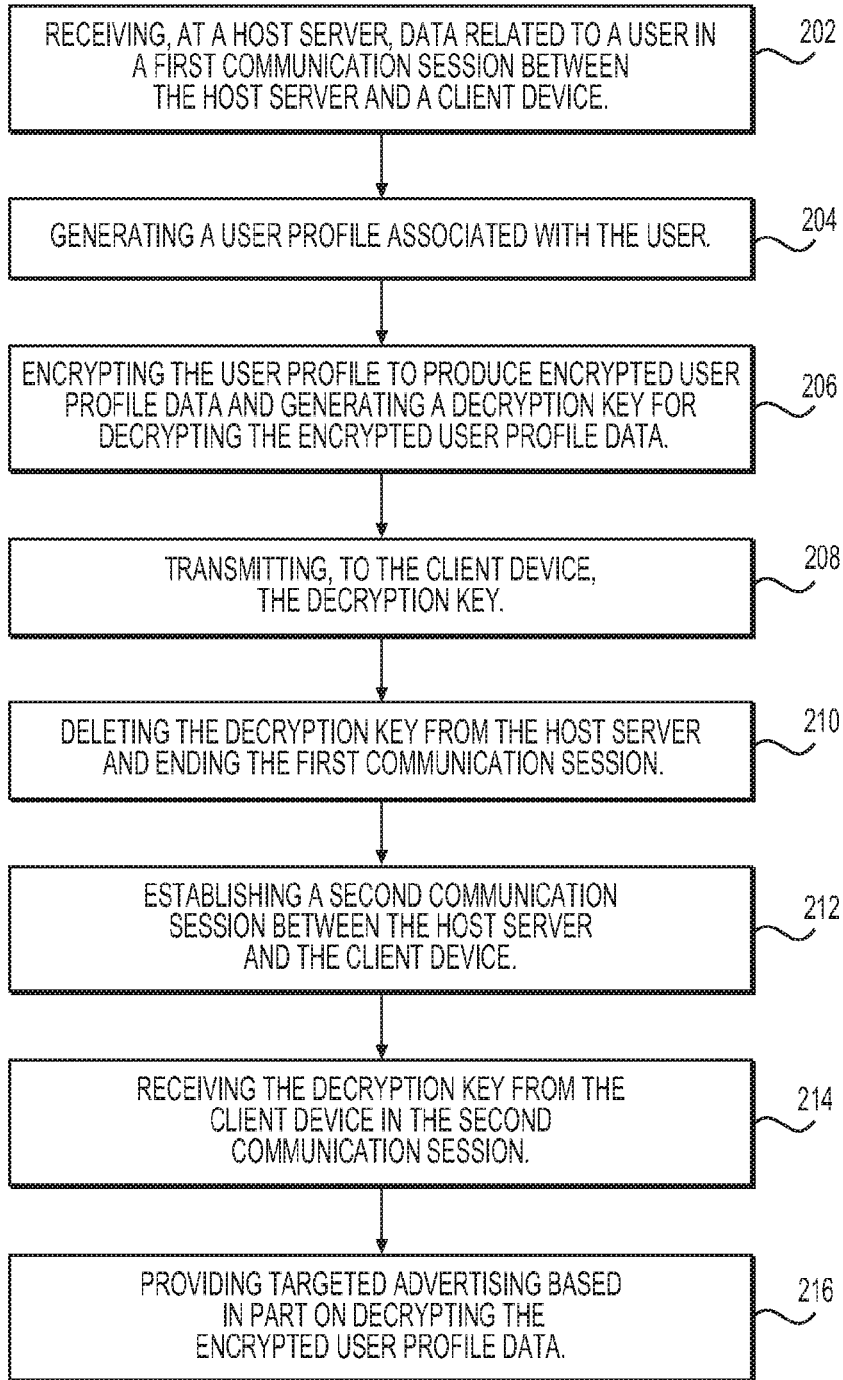 RECEIVING, AT A HOST SERVER, DATA RELATED TO A USER IN
A FIRST COMMUNICATION SESSION BETWEEN
THE HOST SERVER AND A CLIENT DEVICE.
202
GENERATING A USER PROFILE ASSOCIATED WITH THE USER.
204
ENCRYPTING THE USER PROFILE TO PRODUCE ENCRYPTED USER
PROFILE DATA AND GENERATING A DECRYPTION KEY FOR
DECRYPTING THE ENCRYPTED USER PROFILE DATA.
206
TRANSMITTING, TO THE CLIENT DEVICE,
THE DECRYPTION KEY.
208
DELETING THE DECRYPTION KEY FROM THE HOST SERVER
AND ENDING THE FIRST COMMUNICATION SESSION.
210
ESTABLISHING A SECOND COMMUNICATION
SESSION BETWEEN THE HOST SERVER
AND THE CLIENT DEVICE.
212
RECEIVING THE DECRYPTION KEY FROM THE
CLIENT DEVICE IN THE SECOND
COMMUNICATION SESSION.
214
PROVIDING TARGETED ADVERTISING BASED
IN PART ON DECRYPTING THE
ENCRYPTED USER PROFILE DATA.
216